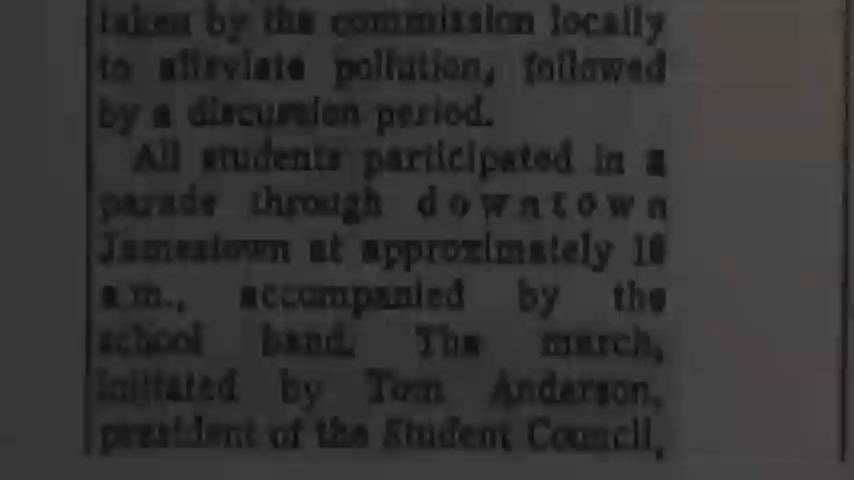 taken by the commission locally
to alleviate pollution, followed
by a discussion period.
All students participated in a
parade through downtown
Jamestown at approximately 10
a.m., accompanied by the
school band. The march,
initiated by Tom Anderson,
president of the Student Council,